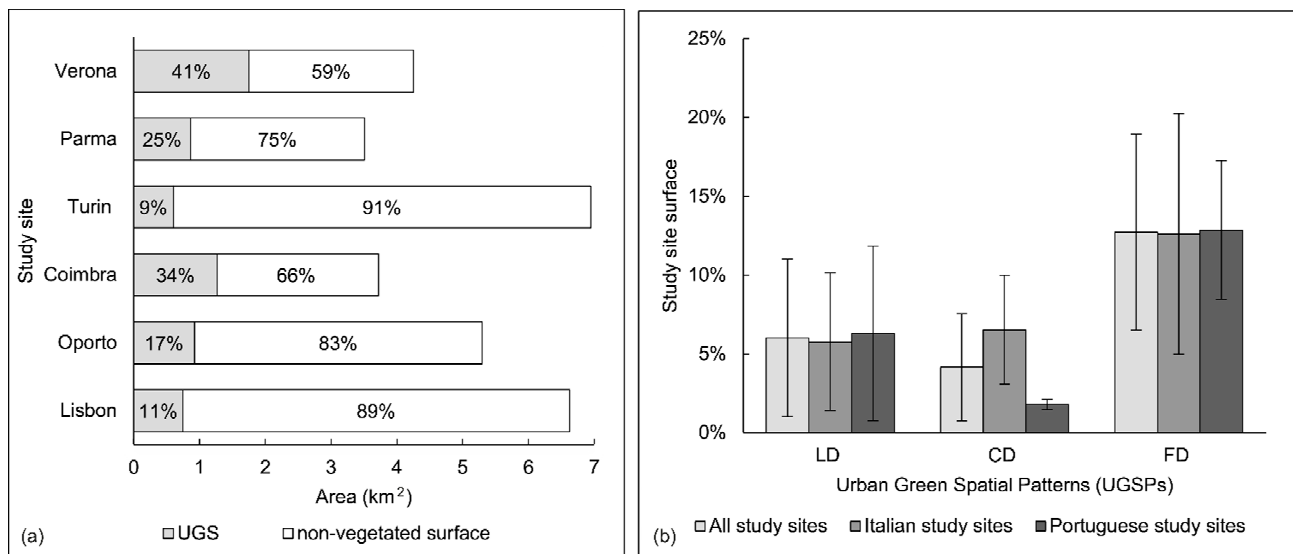 Study site
Verona
41%
59%
Parma
25%
75%
Turin
9%
91%
Coimbra
34%
66%
Oporto
17%
83%
Lisbon
11%
89%
0 1 2 3 4 5 6 7
Area (km²)
(a)
UGS
non-vegetated surface
Study site surface
25%
20%
15%
10%
5%
0%
LD CD FD
Urban Green Spatial Patterns (UGSPs)
(b)
All study sites
Italian study sites
Portuguese study sites